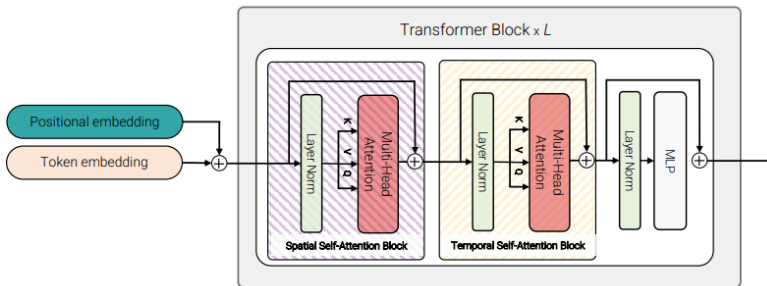 Transformer Block x L
Positional embedding
Token embedding
Layer Norm
K
V
Q
Multi-Head
Attention
Spatial Self-Attention Block
Layer Norm
K
V
Q
Multi-Head
Attention
Temporal Self-Attention Block
Layer Norm
MLP